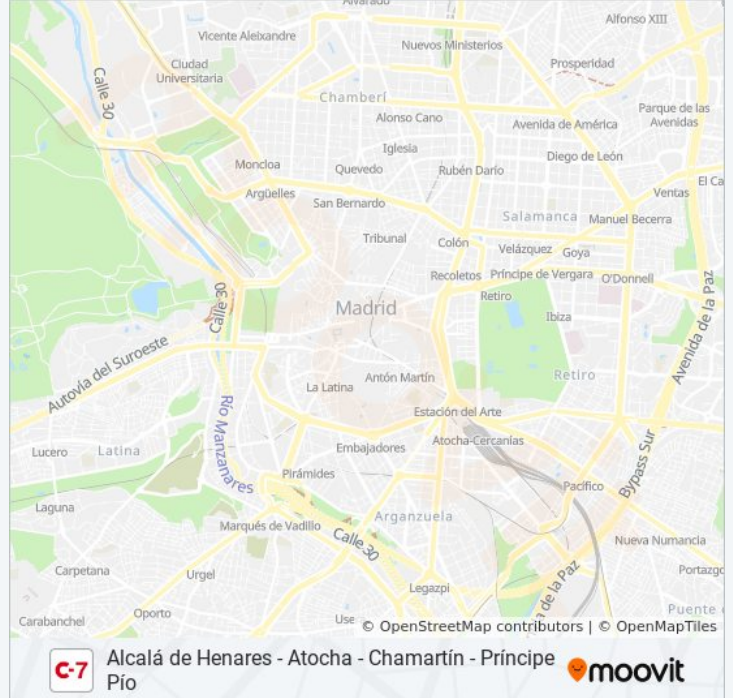 Alvarado
Alfonso XIII
Vicente Aleixandre
Nuevos Ministerios
Ciudad
Universitaria
Prosperidad
Calle 30
Chamberí
Parque de las
Avenidas
Alonso Cano
Avenida de América
Iglesia
Diego de León
Moncloa
Quevedo
Rubén Darío
El Ca
Argüelles
Ventas
San Bernardo
Salamanca
Manuel Becerra
Tribunal
Colón
Velázquez
Goya
Recoletos
Príncipe de Vergara
O'Donnell
Calle 30
Retiro
Madrid
Ibiza
Avenida de la Paz
Autovía del Suroeste
Retiro
La Latina
Antón Martín
Río Manzanares
Estación del Arte
Atocha-Cercanías
Lucero
Latina
Embajadores
Bypass Sur
Pirámides
Pacífico
Laguna
Arganzuela
Marqués de Vadillo
Calle 30
Nueva Numancia
Carpetana
Urgel
Portazgo
Legazpi
a de la Paz
Oporto
Puente
Carabanchel
Use
© OpenStreetMap contributors | © OpenMapTiles
C-7
Alcalá de Henares - Atocha - Chamartín - Príncipe
Pío
moovit